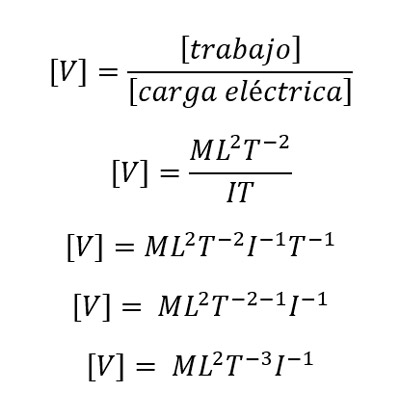 [V] = [trabajo] / [carga eléctrica]
[V] = ML²T⁻² / IT
[V] = ML²T⁻²I⁻¹T⁻¹
[V] = ML²T⁻²⁻¹I⁻¹
[V] = ML²T⁻³I⁻¹